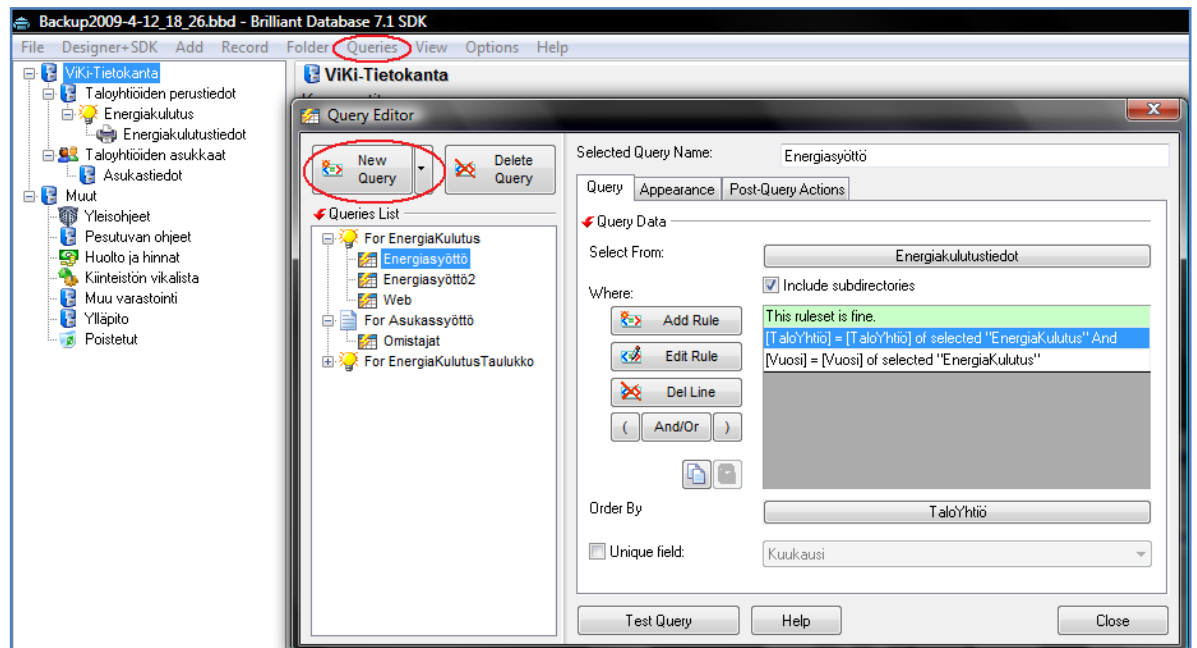 Backup2009-4-12_18_26.bbd - Brilliant Database 7.1 SDK
File Designer+SDK Add Record Folder Queries View Options Help
ViKi-Tietokanta
Taloyhtiöiden perustiedot
Energiakulutus
Energiakulutustiedot
Taloyhtiöiden asukkaat
Asukastiedot
Muut
Yleisohjeet
Pesutuvan ohjeet
Huolto ja hinnat
Kiinteistön vikalista
Muu varastointi
Ylläpito
Poistetut
ViKi-Tietokanta
Query Editor
New Query
Delete Query
Queries List
For EnergiaKulutus
Energiasyöttö
Energiasyöttö2
Web
For Asukassyöttö
Omistajat
For EnergiaKulutusTaulukko
Selected Query Name: Energiasyöttö
Query Appearance Post-Query Actions
Query Data
Select From: Energiakulutustiedot
Include subdirectories
Where:
Add Rule
Edit Rule
Del Line
( And/Or )
This ruleset is fine.
[TaloYhtiö] = [TaloYhtiö] of selected "EnergiaKulutus" And
[Vuosi] = [Vuosi] of selected "EnergiaKulutus"
Order By TaloYhtiö
Unique field: Kuukausi
Test Query Help Close